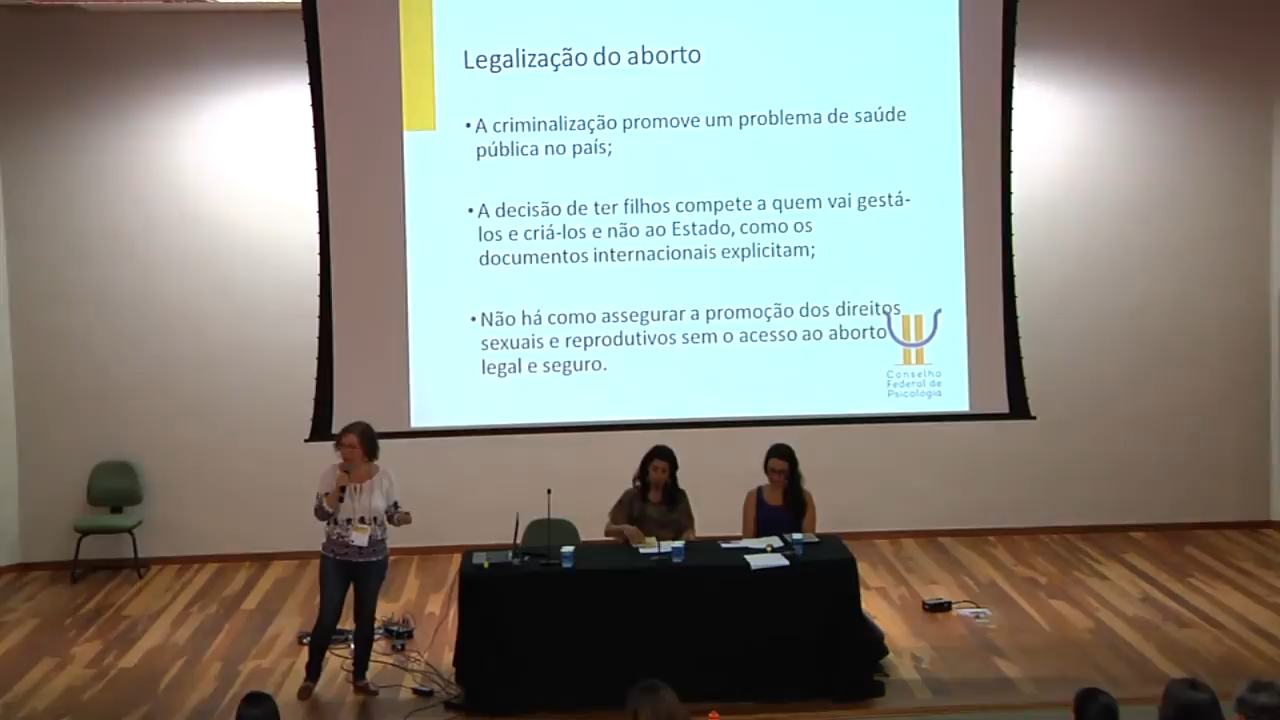 Legalização do aborto
• A criminalização promove um problema de saúde
pública no país;
• A decisão de ter filhos compete a quem vai gestá-
los e criá-los e não ao Estado, como os
documentos internacionais explicitam;
• Não há como assegurar a promoção dos direitos
sexuais e reprodutivos sem o acesso ao aborto
legal e seguro.
Conselho
Federal de
Psicologia